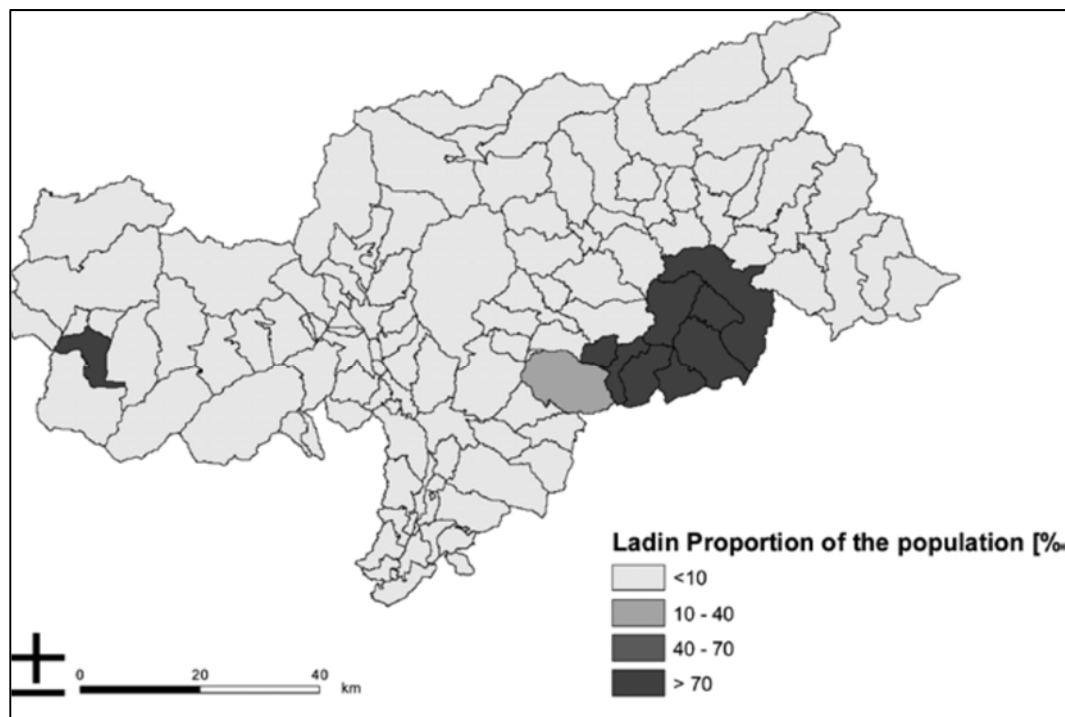 Ladin Proportion of the population [‰
<10
10 - 40
40 - 70
> 70
0 20 40
km